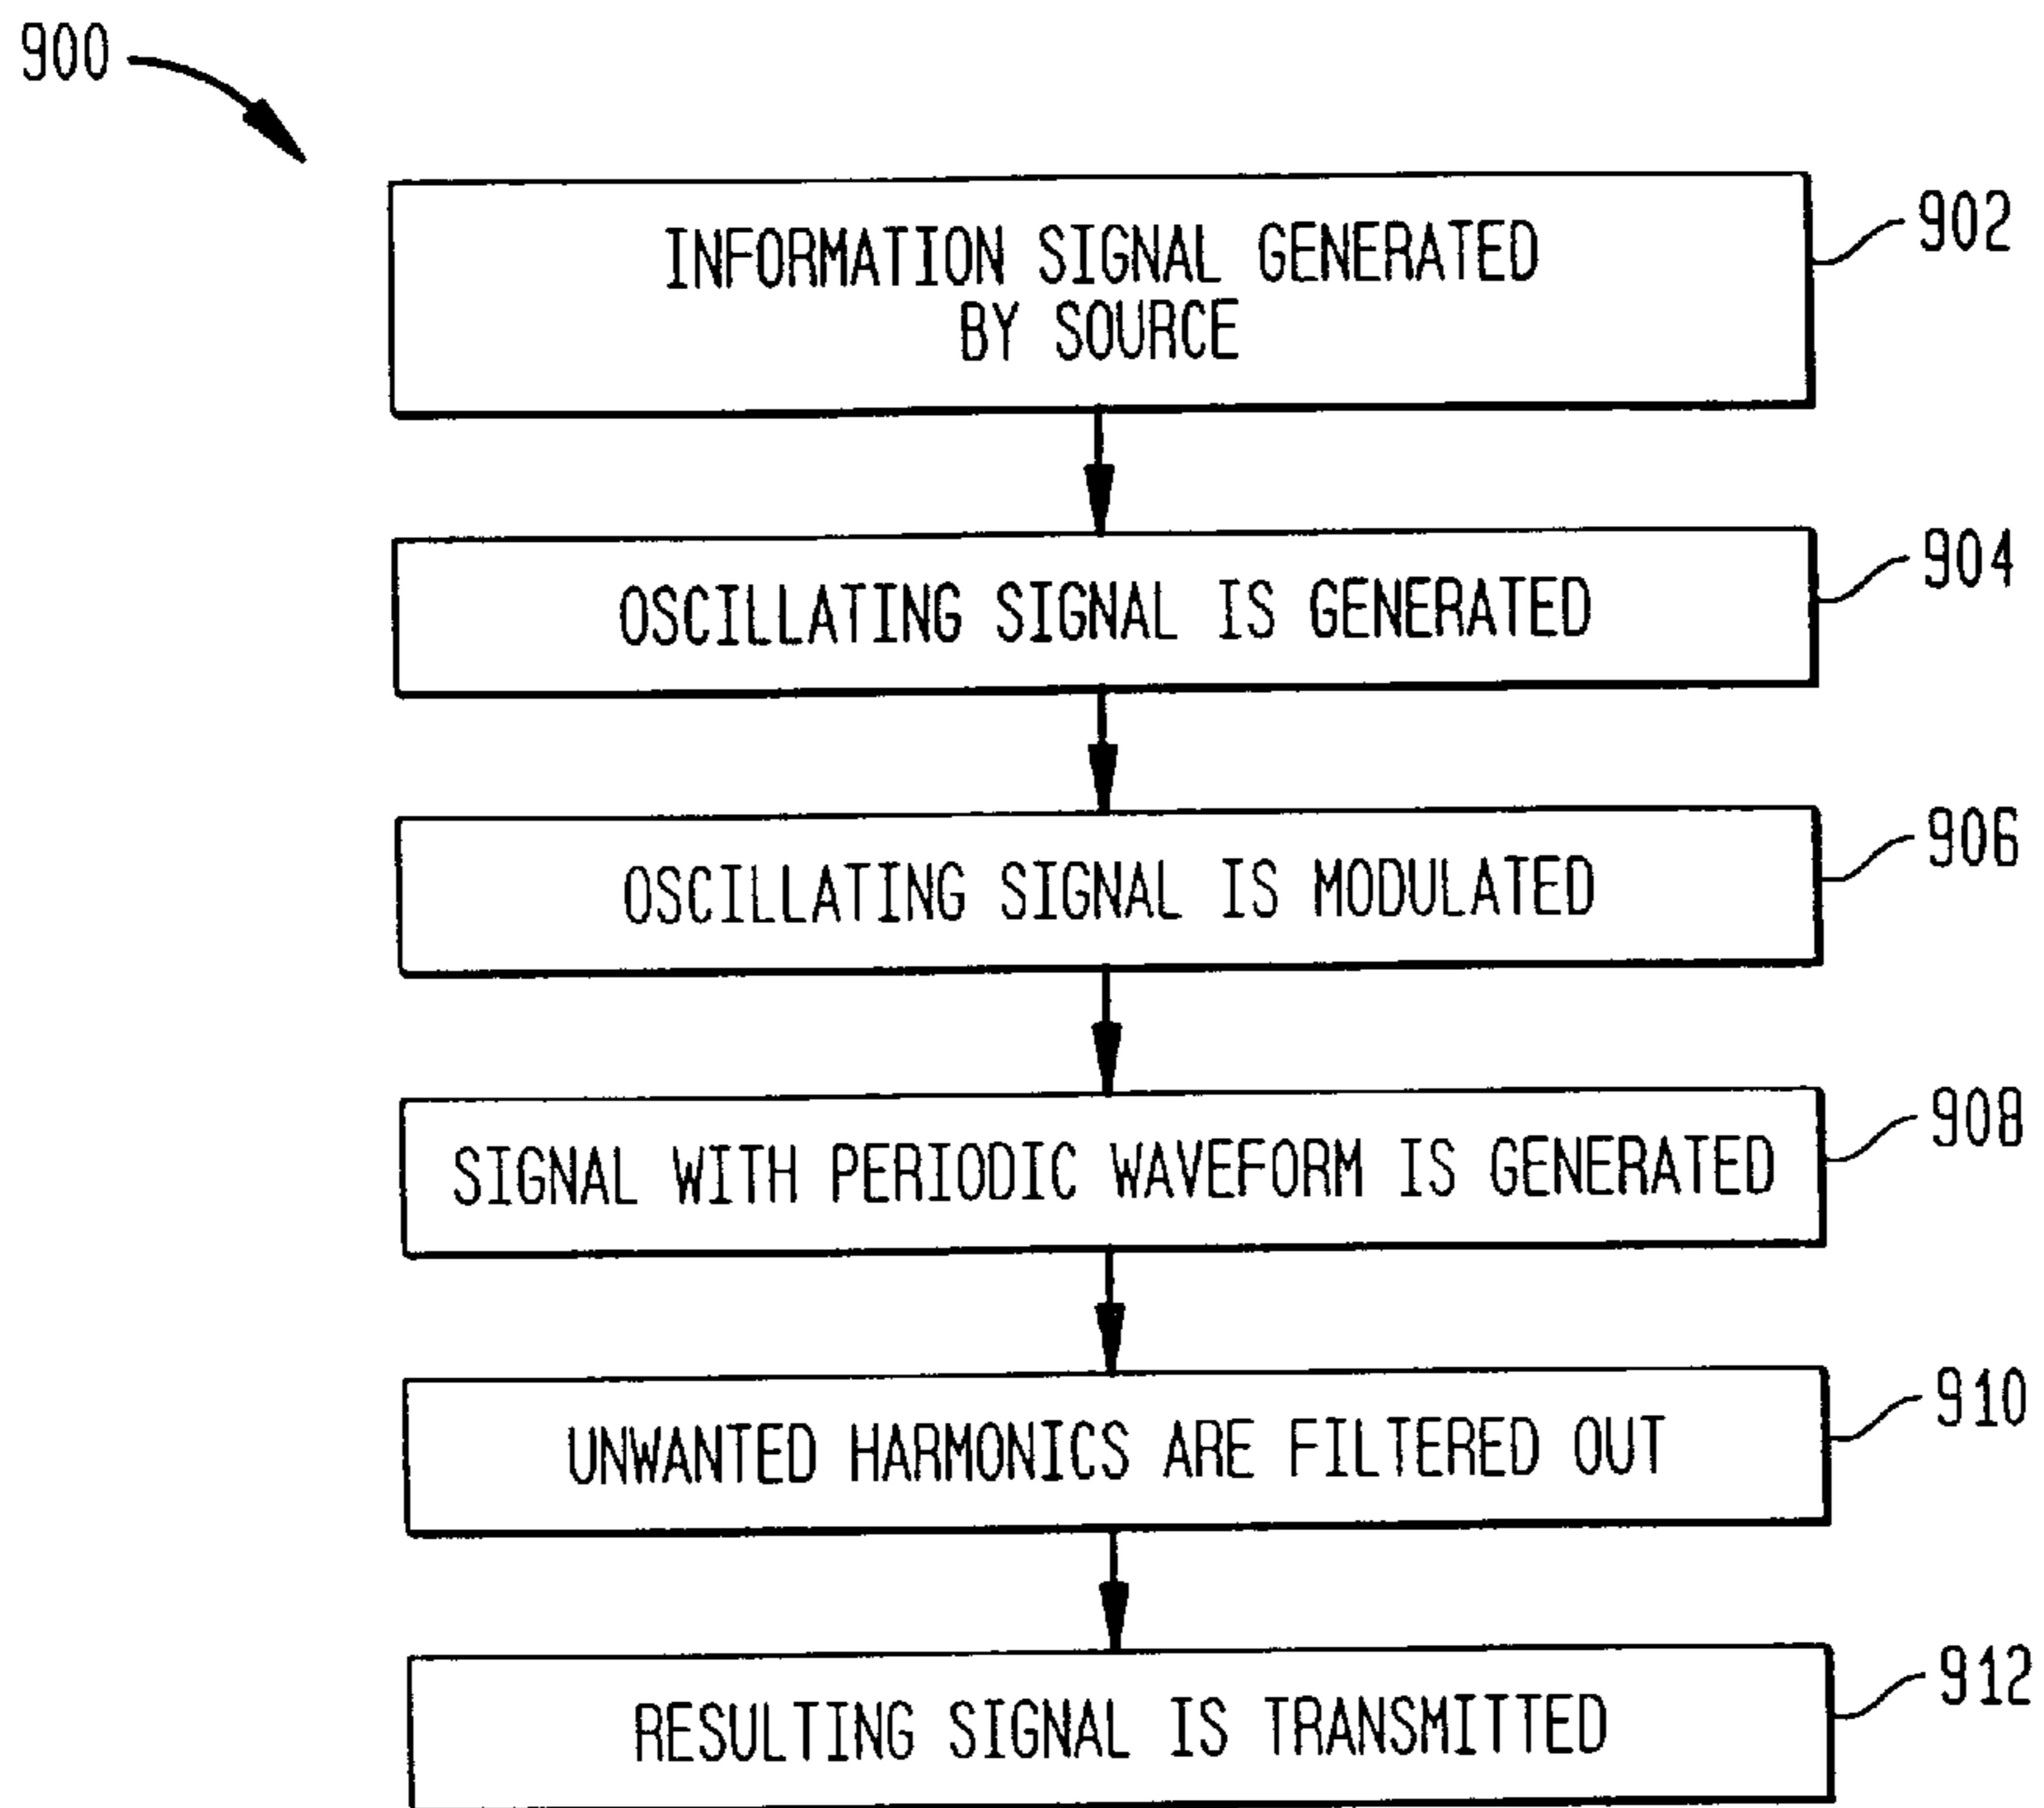 900
INFORMATION SIGNAL GENERATED
BY SOURCE
902
OSCILLATING SIGNAL IS GENERATED
904
OSCILLATING SIGNAL IS MODULATED
906
SIGNAL WITH PERIODIC WAVEFORM IS GENERATED
908
UNWANTED HARMONICS ARE FILTERED OUT
910
RESULTING SIGNAL IS TRANSMITTED
912